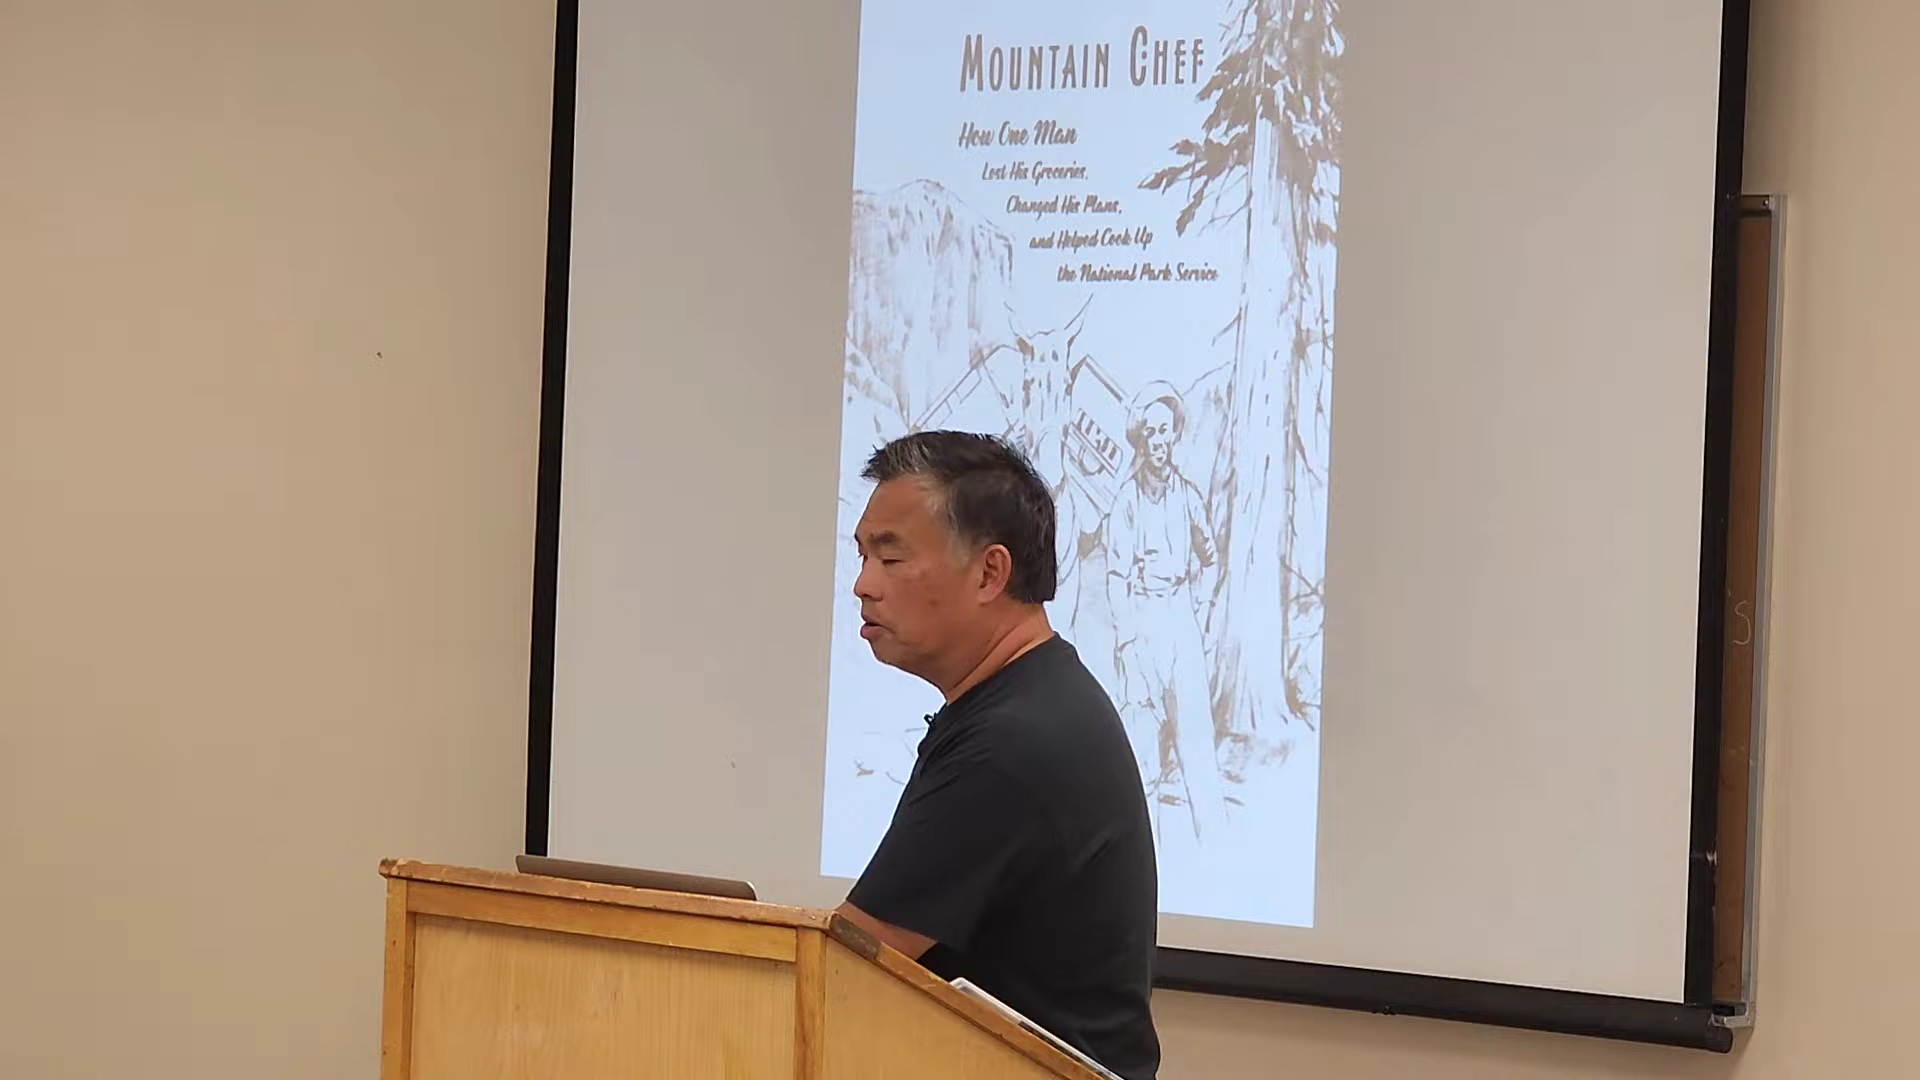 MOUNTAIN CHEF
How One Man
Lost His Groceries,
Changed His Plans,
and Helped Cook Up
the National Park Service
S